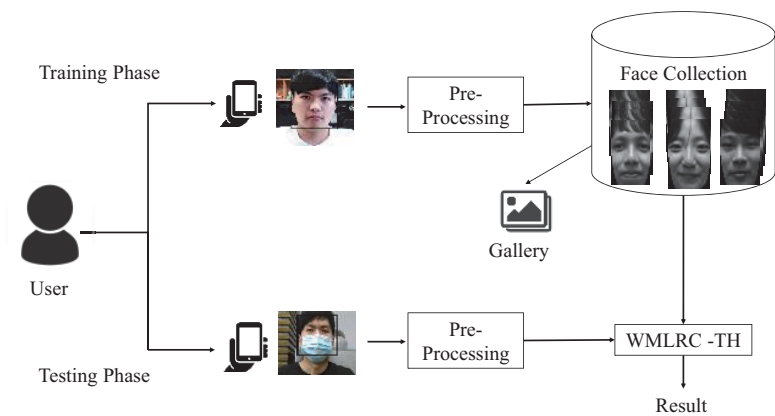 Training Phase
Pre-
Processing
Face Collection
Gallery
User
Pre-
Processing
WMLRC -TH
Testing Phase
Result